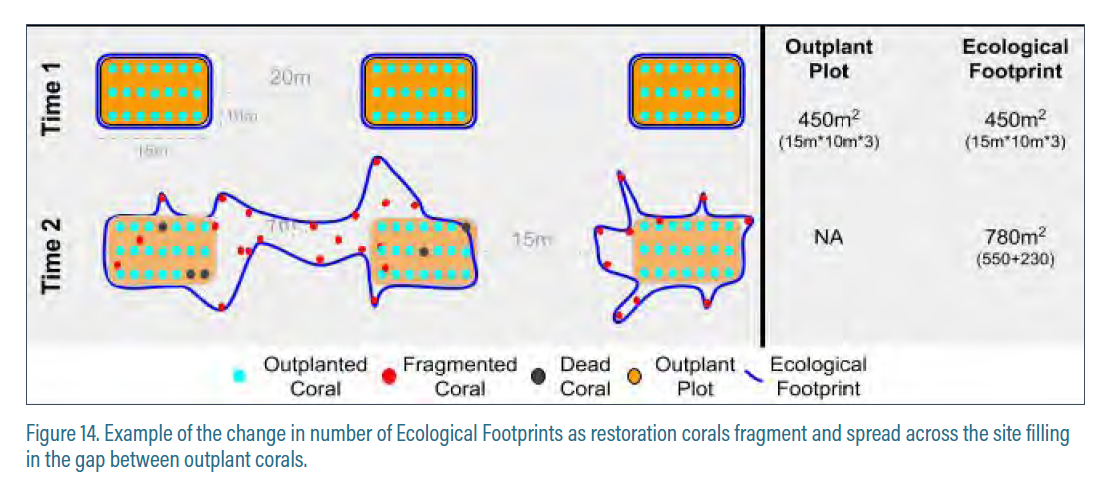 Outplant Plot
Ecological Footprint
Time 1
20m
10m
15m
450m²
(15m*10m*3)
450m²
(15m*10m*3)
Time 2
7m
15m
NA
780m²
(550+230)
Outplanted Coral
Fragmented Coral
Dead Coral
Outplant Plot
Ecological Footprint
Figure 14. Example of the change in number of Ecological Footprints as restoration corals fragment and spread across the site filling
in the gap between outplant corals.